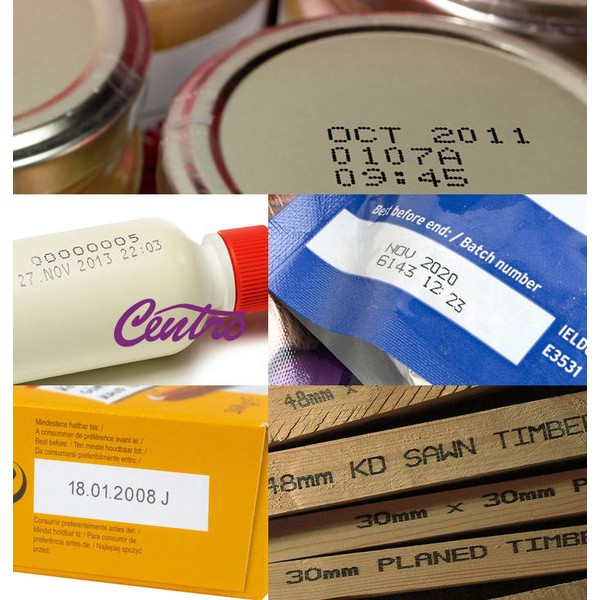 OCT 2011
0107A
09:45
00000005
27 .NOV 2013 22:03
Centro
Best before end: / Batch number
NOV 2020
6143 12:23
E3531
Mindestens haltbar bis: /
A consommer de préférence avant le: /
Best before: / Ten minste houdbaar tot: /
Da consumarsi preferibilmente entro: /
18.01.2008 J
Consumir preferentemente antes del: /
Mindst holdbar til: / Para consumir de
preferência antes de: / Najlepiej spożyć
przed:
48mm
48mm KD SAWN TIMBE
30mm x 30mm P
30mm PLANED TIMBE